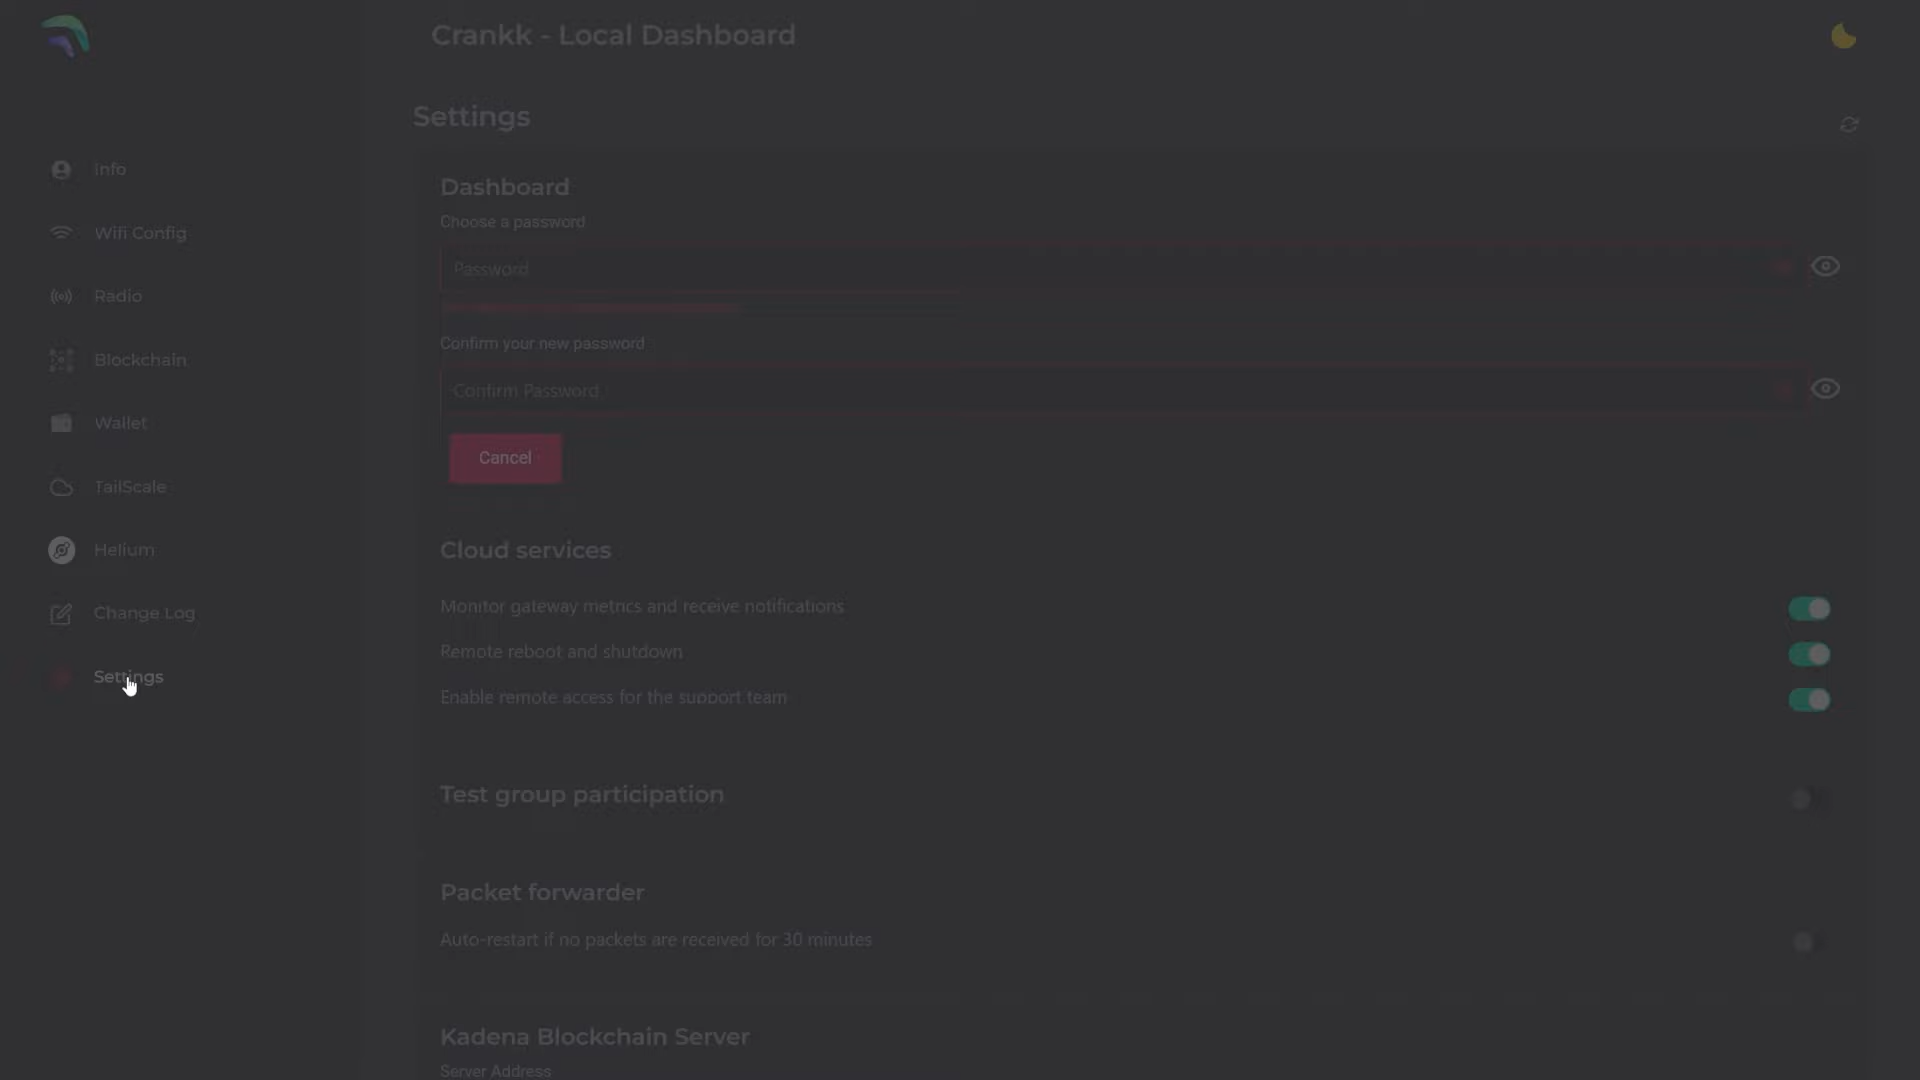 Crankk - Local Dashboard
Settings
Info
Wifi Config
Radio
Blockchain
Wallet
TailScale
Helium
Change Log
Settings
Dashboard
Choose a password
Password
Confirm your new password
Confirm Password
Cancel
Cloud services
Monitor gateway metrics and receive notifications
Remote reboot and shutdown
Enable remote access for the support team
Test group participation
Packet forwarder
Auto-restart if no packets are received for 30 minutes
Kadena Blockchain Server
Server Address